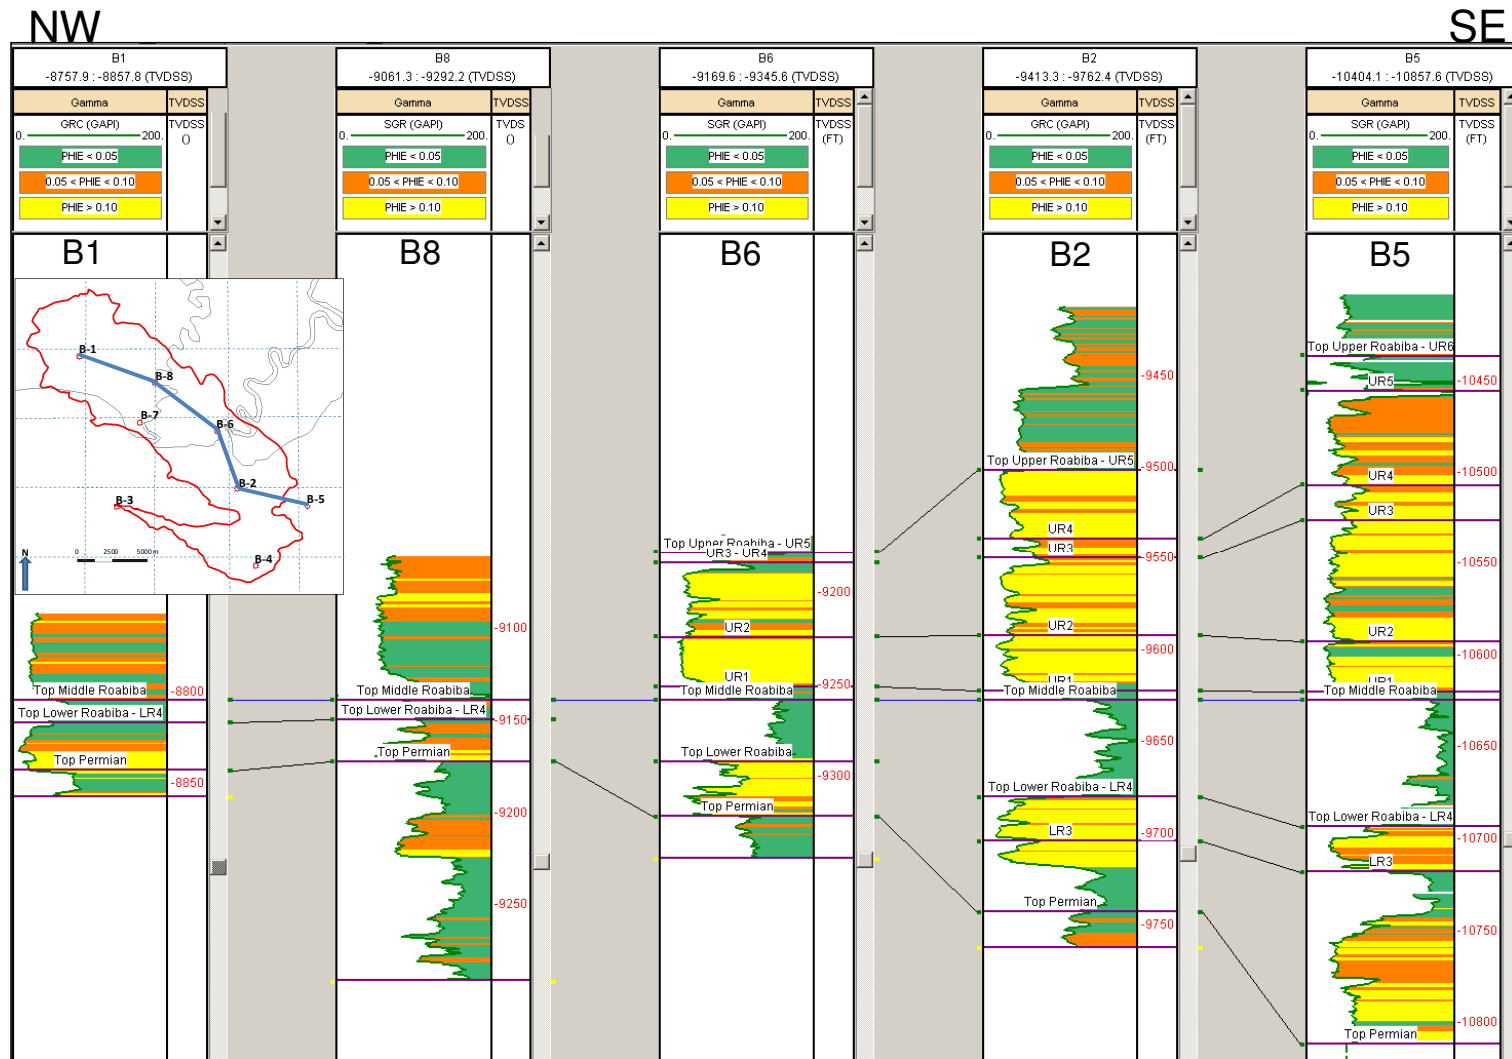 NW
SE
B1
-8757.9 : -8857.8 (TVDSS)
Gamma
TVDSS
GRC (GAPI)
0.
200.
TVDSS
()
PHIE < 0.05
0.05 < PHIE < 0.10
PHIE > 0.10
B1
-8800
Top Middle Roabiba
Top Lower Roabiba - LR4
Top Permian
-8850
B-1
B-8
B-7
B-6
B-2
B-5
B-3
B-4
N
0 2500 5000 m
B8
-9061.3 : -9292.2 (TVDSS)
Gamma
TVDSS
SGR (GAPI)
0.
200.
TVDS
()
PHIE < 0.05
0.05 < PHIE < 0.10
PHIE > 0.10
B8
-9100
Top Middle Roabiba
Top Lower Roabiba - LR4
-9150
Top Permian
-9200
-9250
B6
-9169.6 : -9345.6 (TVDSS)
Gamma
TVDSS
SGR (GAPI)
0.
200.
TVDSS
(FT)
PHIE < 0.05
0.05 < PHIE < 0.10
PHIE > 0.10
B6
Top Upper Roabiba - UR5
UR3 - UR4
-9200
UR2
UR1
-9250
Top Middle Roabiba
Top Lower Roabiba
-9300
Top Permian
B2
-9413.3 : -9762.4 (TVDSS)
Gamma
TVDSS
GRC (GAPI)
0.
200.
TVDSS
(FT)
PHIE < 0.05
0.05 < PHIE < 0.10
PHIE > 0.10
B2
-9450
Top Upper Roabiba - UR5
-9500
UR4
UR3
-9550
UR2
-9600
UR1
Top Middle Roabiba
-9650
Top Lower Roabiba - LR4
LR3
-9700
Top Permian
-9750
B5
-10404.1 : -10857.6 (TVDSS)
Gamma
TVDSS
SGR (GAPI)
0.
200.
TVDSS
(FT)
PHIE < 0.05
0.05 < PHIE < 0.10
PHIE > 0.10
B5
Top Upper Roabiba - UR6
UR5
-10450
UR4
-10500
UR3
-10550
UR2
-10600
UR1
Top Middle Roabiba
-10650
Top Lower Roabiba - LR4
-10700
LR3
-10750
-10800
Top Permian